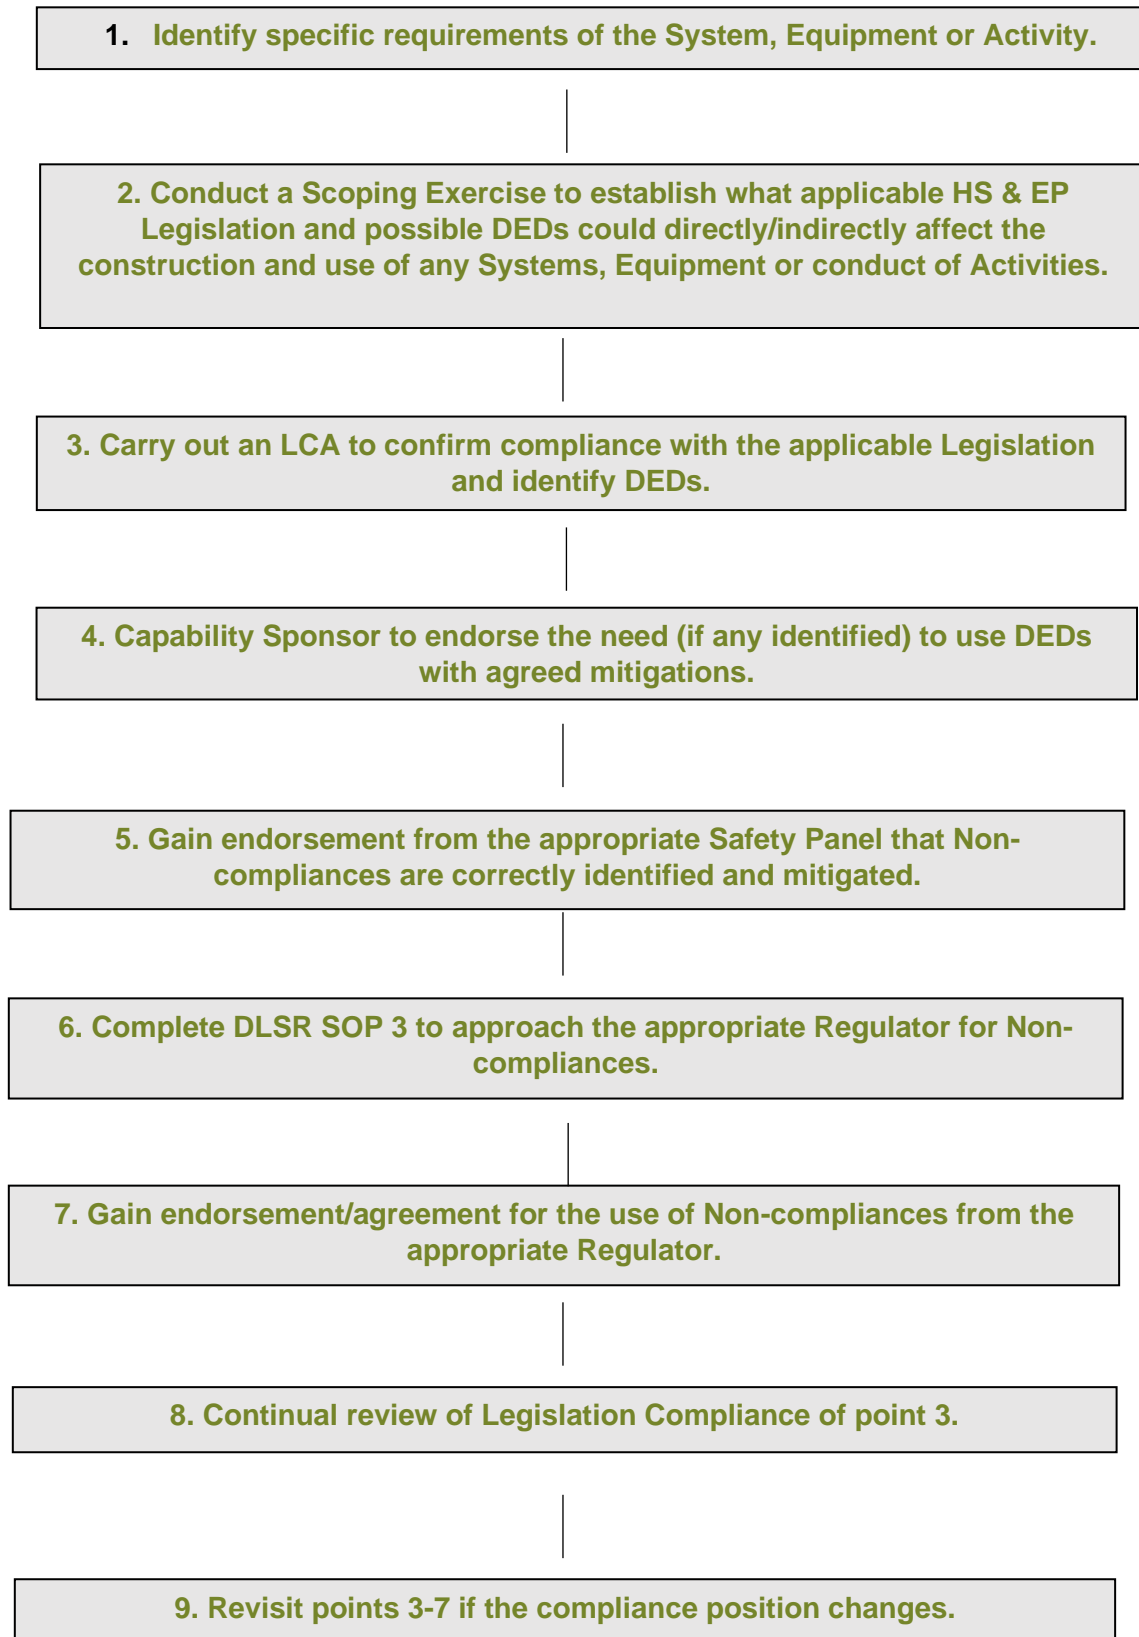 1. Identify specific requirements of the System, Equipment or Activity.
2. Conduct a Scoping Exercise to establish what applicable HS & EP
Legislation and possible DEDs could directly/indirectly affect the
construction and use of any Systems, Equipment or conduct of Activities.
3. Carry out an LCA to confirm compliance with the applicable Legislation
and identify DEDs.
4. Capability Sponsor to endorse the need (if any identified) to use DEDs
with agreed mitigations.
5. Gain endorsement from the appropriate Safety Panel that Non-
compliances are correctly identified and mitigated.
6. Complete DLSR SOP 3 to approach the appropriate Regulator for Non-
compliances.
7. Gain endorsement/agreement for the use of Non-compliances from the
appropriate Regulator.
8. Continual review of Legislation Compliance of point 3.
9. Revisit points 3-7 if the compliance position changes.